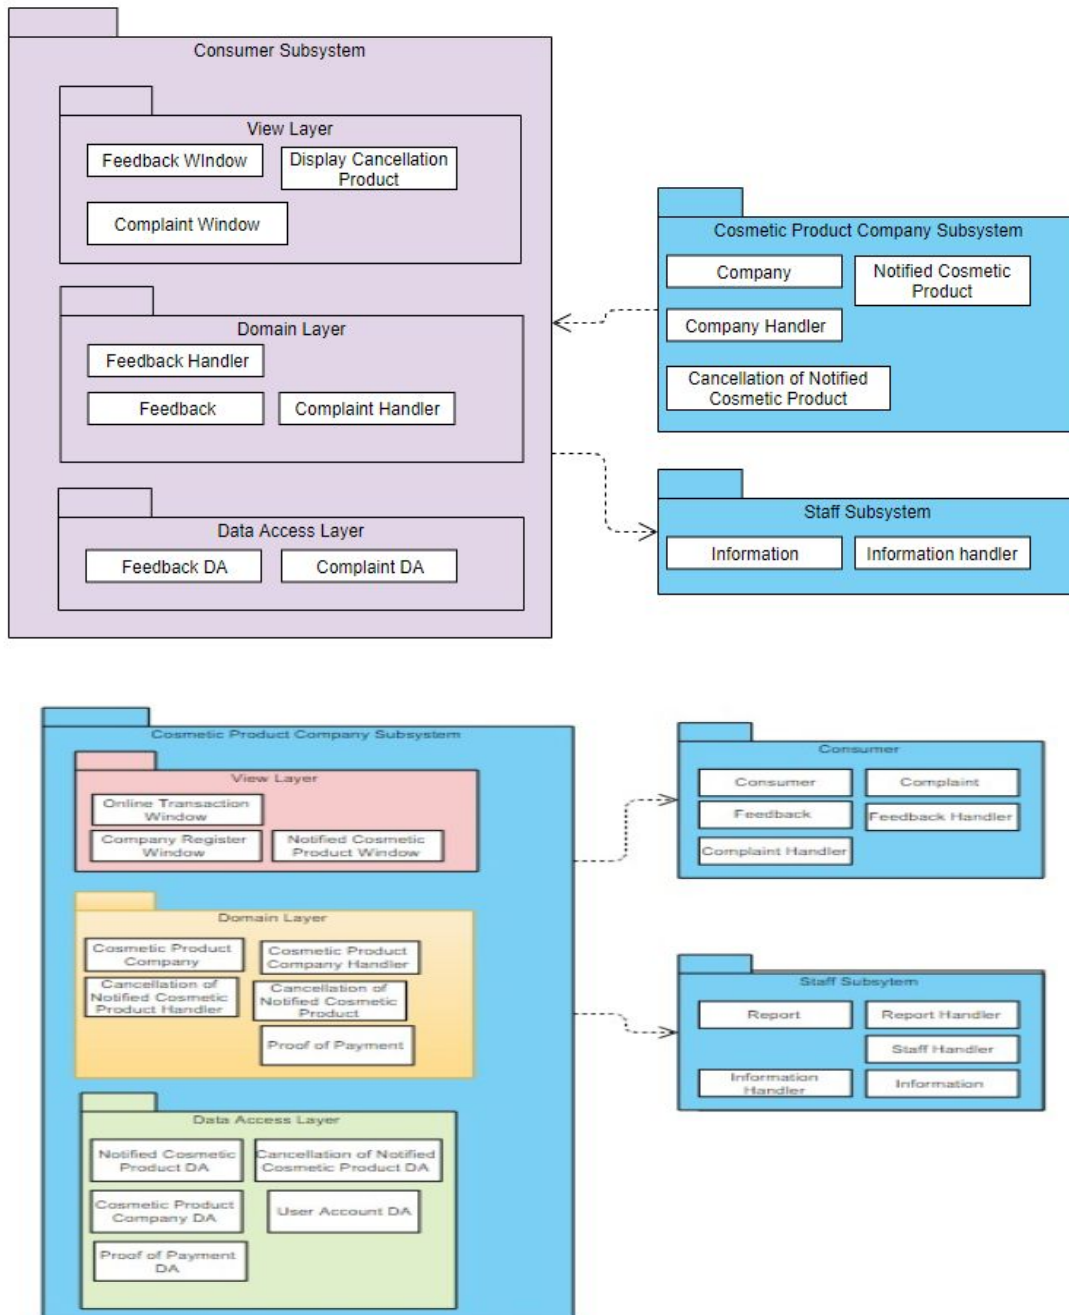 Consumer Subsystem
View Layer
Feedback WIndow
Display Cancellation
Product
Complaint Window
Domain Layer
Feedback Handler
Feedback
Complaint Handler
Data Access Layer
Feedback DA
Complaint DA
Cosmetic Product Company Subsystem
Company
Notified Cosmetic
Product
Company Handler
Cancellation of Notified
Cosmetic Product
Staff Subsystem
Information
Information handler
Cosmetic Product Company Subsystem
View Layer
Online Transaction
Window
Company Register
Window
Notified Cosmetic
Product Window
Domain Layer
Cosmetic Product
Company
Cosmetic Product
Company Handler
Cancellation of
Notified Cosmetic
Product Handler
Cancellation of
Notified Cosmetic
Product
Proof of Payment
Data Access Layer
Notified Cosmetic
Product DA
Cancellation of Notified
Cosmetic Product DA
Cosmetic Product
Company DA
User Account DA
Proof of Payment
DA
Consumer
Consumer
Complaint
Feedback
Feedback Handler
Complaint Handler
Staff Subsytem
Report
Report Handler
Staff Handler
Information
Handler
Information